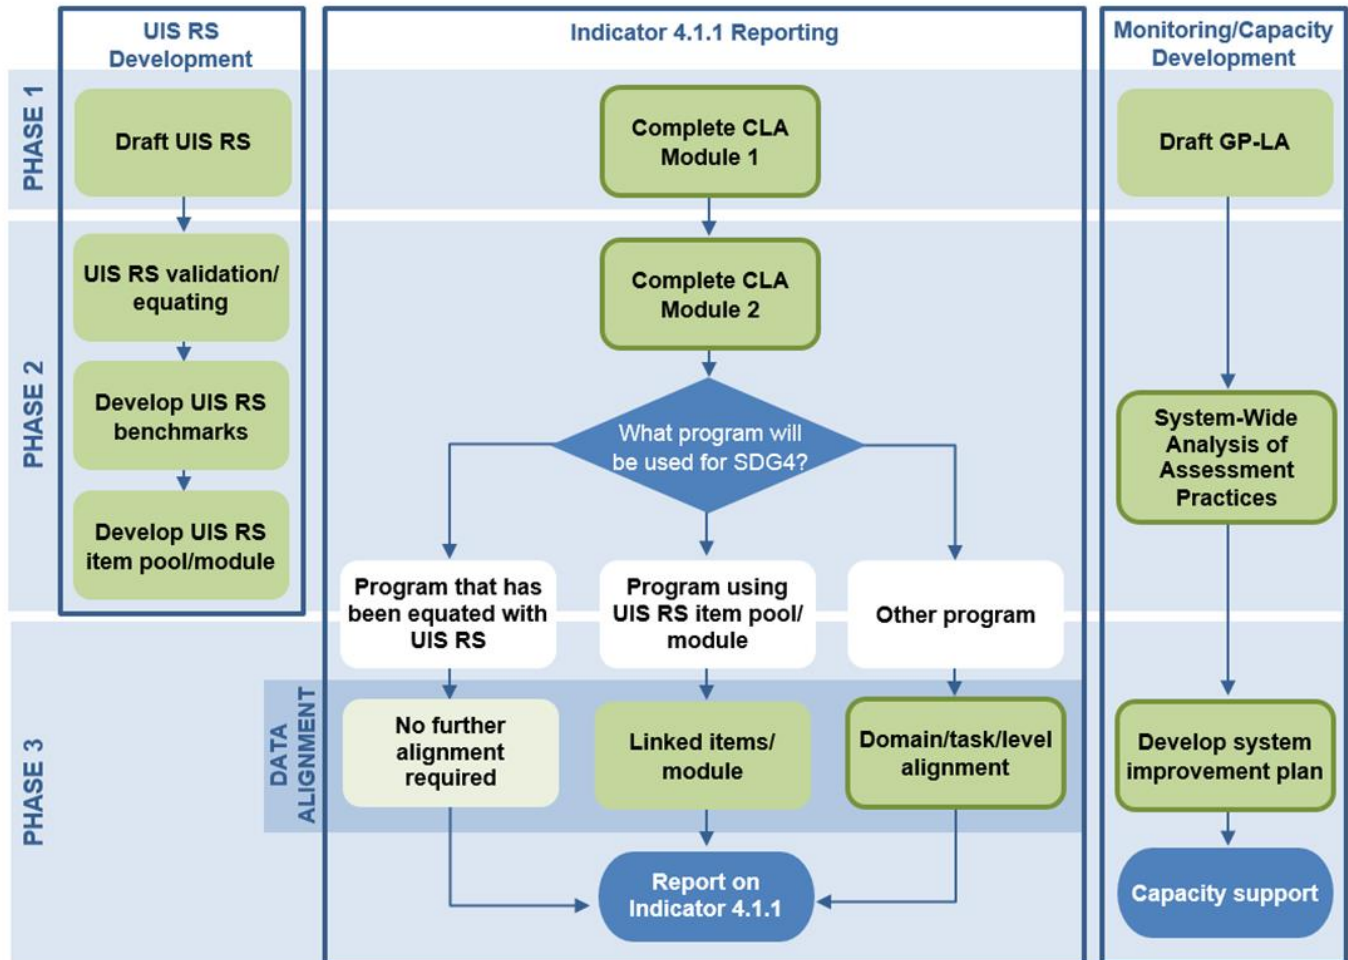 UIS RS
Development
Indicator 4.1.1 Reporting
Monitoring/Capacity
Development
PHASE 1
Draft UIS RS
Complete CLA
Module 1
Draft GP-LA
PHASE 2
UIS RS validation/
equating
Develop UIS RS
benchmarks
Develop UIS RS
item pool/module
Complete CLA
Module 2
What program will
be used for SDG4?
System-Wide
Analysis of
Assessment
Practices
Program that has
been equated with
UIS RS
Program using
UIS RS item pool/
module
Other program
PHASE 3
DATA
ALIGNMENT
No further
alignment
required
Linked items/
module
Domain/task/level
alignment
Develop system
improvement plan
Report on
Indicator 4.1.1
Capacity support